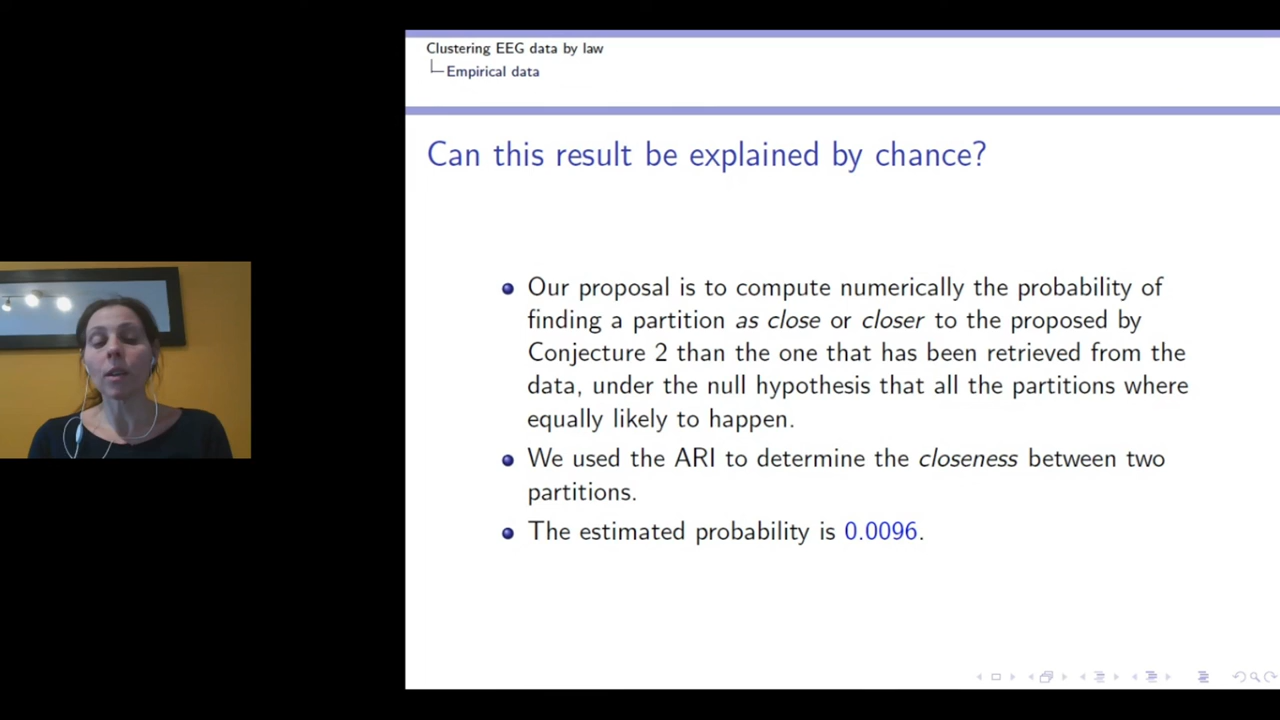 Clustering EEG data by law
Empirical data
Can this result be explained by chance?
Our proposal is to compute numerically the probability of
finding a partition as close or closer to the proposed by
Conjecture 2 than the one that has been retrieved from the
data, under the null hypothesis that all the partitions where
equally likely to happen.
We used the ARI to determine the closeness between two
partitions.
The estimated probability is 0.0096.